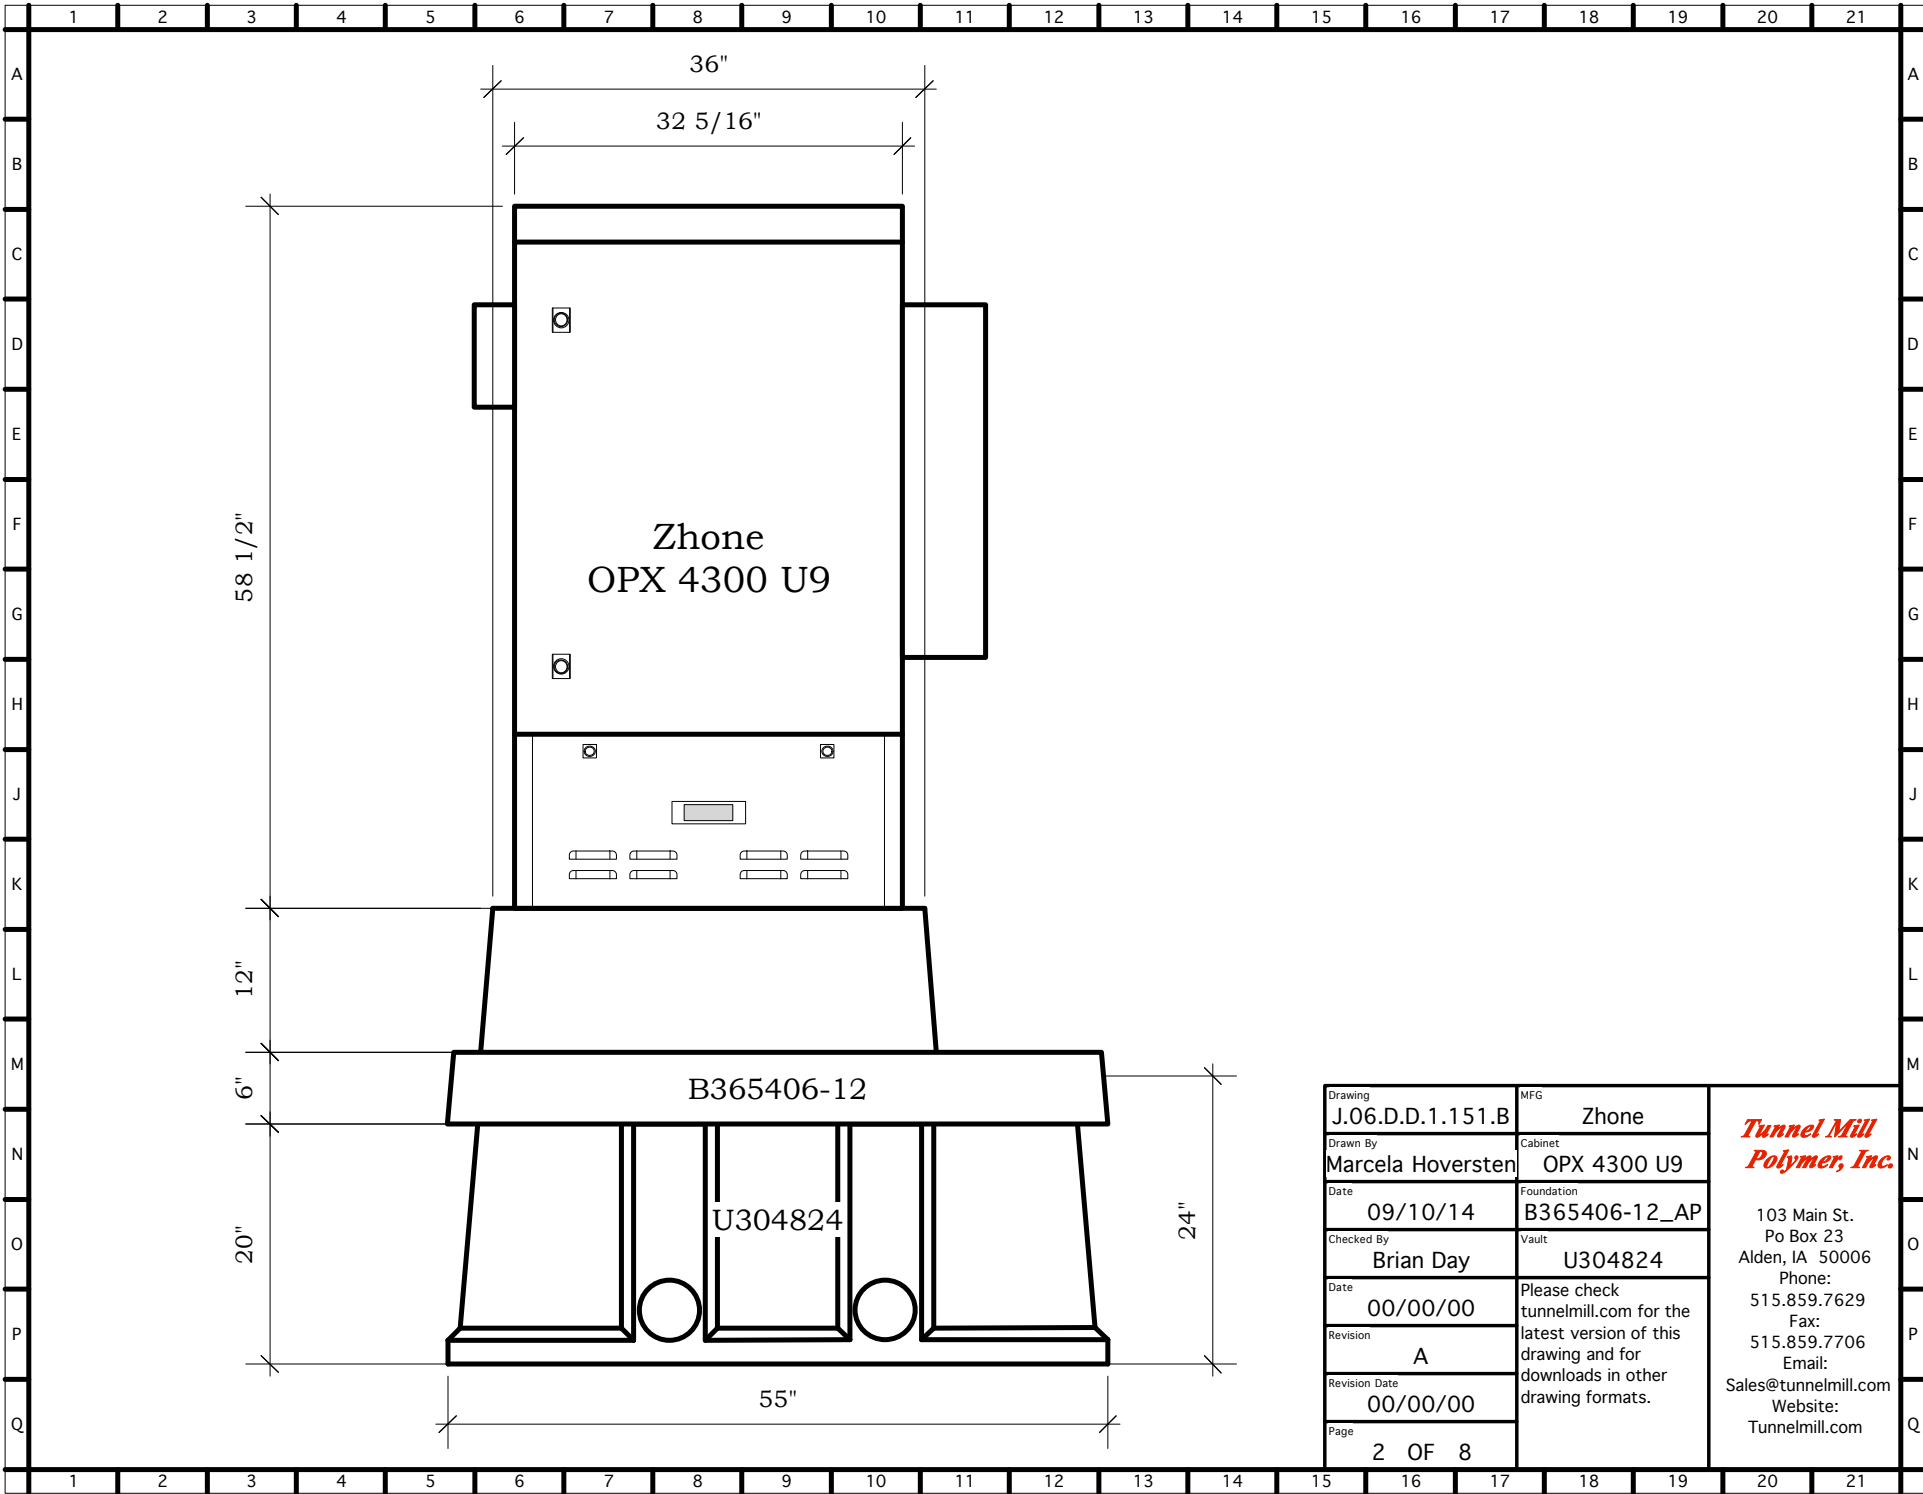 1 2 3 4 5 6 7 8 9 10 11 12 13 14 15 16 17 18 19 20 21
A A
B B
C C
D D
E E
F F
G G
H H
J J
K K
L L
M M
N N
O O
P P
Q Q
36"
32 5/16"
58 1/2"
Zhone
OPX 4300 U9
12"
6"
B365406-12
20"
U304824
24"
55"
Drawing
J.06.D.D.1.151.B
MFG
Zhone
Drawn By
Marcela Hoversten
Cabinet
OPX 4300 U9
Date
09/10/14
Foundation
B365406-12_AP
Checked By
Brian Day
Vault
U304824
Date
00/00/00
Revision
A
Revision Date
00/00/00
Page
2 OF 8
Please check
tunnelmill.com for the
latest version of this
drawing and for
downloads in other
drawing formats.
Tunnel Mill
Polymer, Inc.
103 Main St.
Po Box 23
Alden, IA 50006
Phone:
515.859.7629
Fax:
515.859.7706
Email:
Sales@tunnelmill.com
Website:
Tunnelmill.com
1 2 3 4 5 6 7 8 9 10 11 12 13 14 15 16 17 18 19 20 21